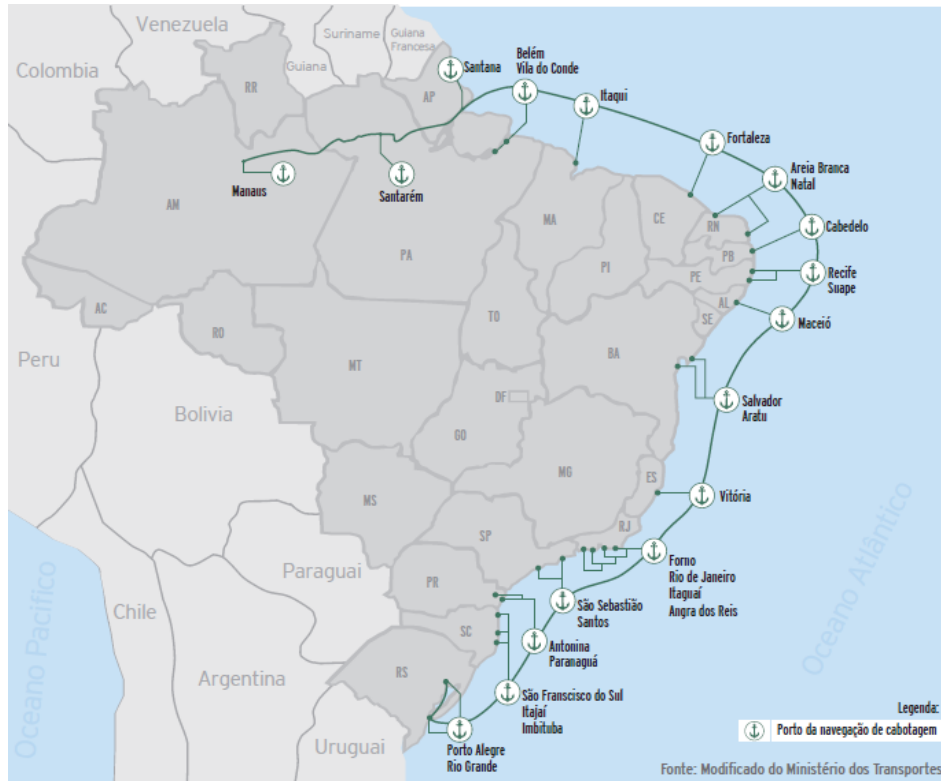 Venezuela
Suriname
Guiana
Francesa
Guiana
Colombia
RR
AP
Santana
Belém
Vila do Conde
Itaqui
Fortaleza
Areia Branca
Natal
Manaus
Santarém
AM
PA
MA
CE
RN
PB
PE
AL
SE
PI
Cabedelo
Recife
Suape
Maceió
AC
RO
TO
BA
MT
Peru
Bolivia
DF
GO
Salvador
Aratu
MG
ES
MS
Vitória
RJ
SP
Forno
Rio de Janeiro
Itaguaí
Angra dos Reis
Paraguai
PR
São Sebastião
Santos
Chile
SC
Antonina
Paranaguá
Argentina
RS
São Franscisco do Sul
Itajaí
Imbituba
Uruguai
Porto Alegre
Rio Grande
Oceano Pacífico
Oceano Atlântico
Legenda:
Porto da navegação de cabotagem
Fonte: Modificado do Ministério dos Transportes